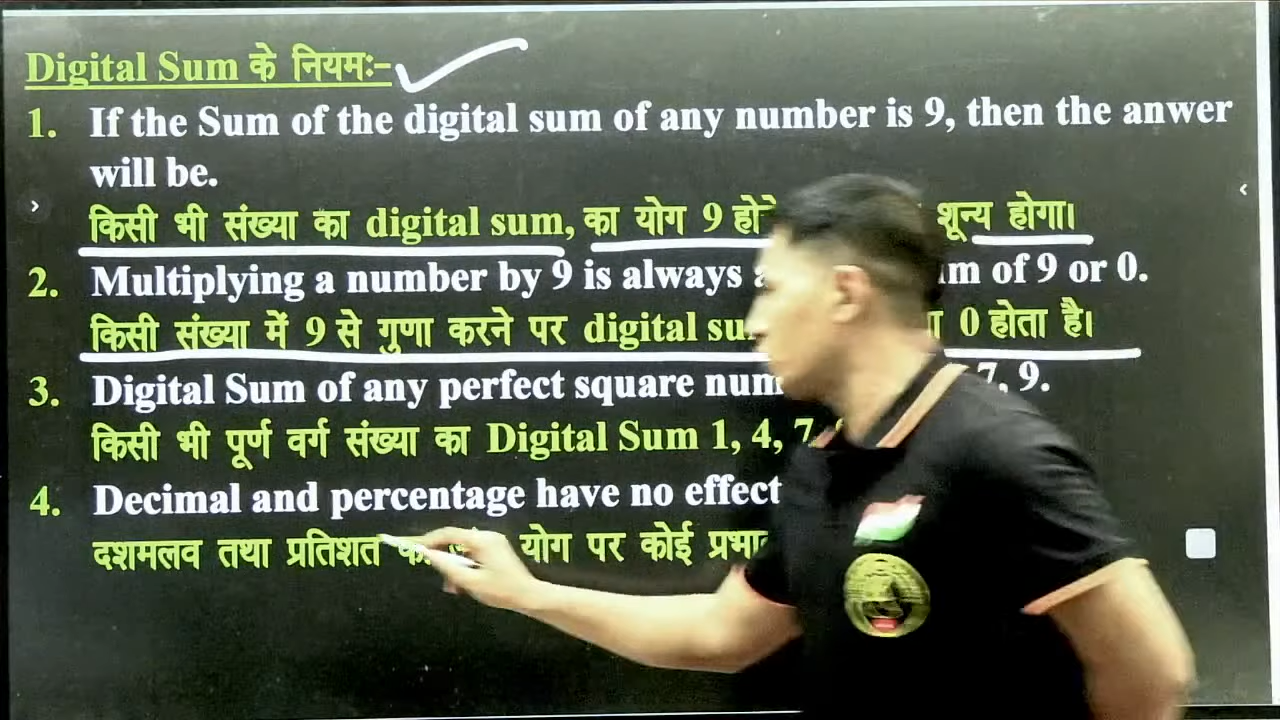 Digital Sum के नियमः-
1. If the Sum of the digital sum of any number is 9, then the anwer
will be.
किसी भी संख्या का digital sum, का योग 9 शून्य होगा।
2. Multiplying a number by 9 is always of 9 or 0.
किसी संख्या में 9 से गुणा करने पर digital 0 होता है।
3. Digital Sum of any perfect square 7, 9.
किसी भी पूर्ण वर्ग संख्या का Digital Sum 1, 4, 7
4. Decimal and percentage have no effect
दशमलव तथा प्रतिशत योग पर कोई